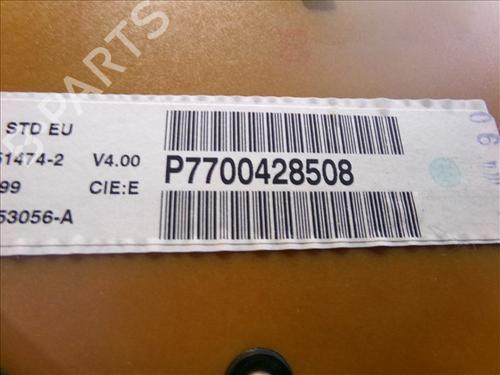 B PARTS
STD EU
51474-2 V4.00
99 CIE:E
53056-A
P7700428508